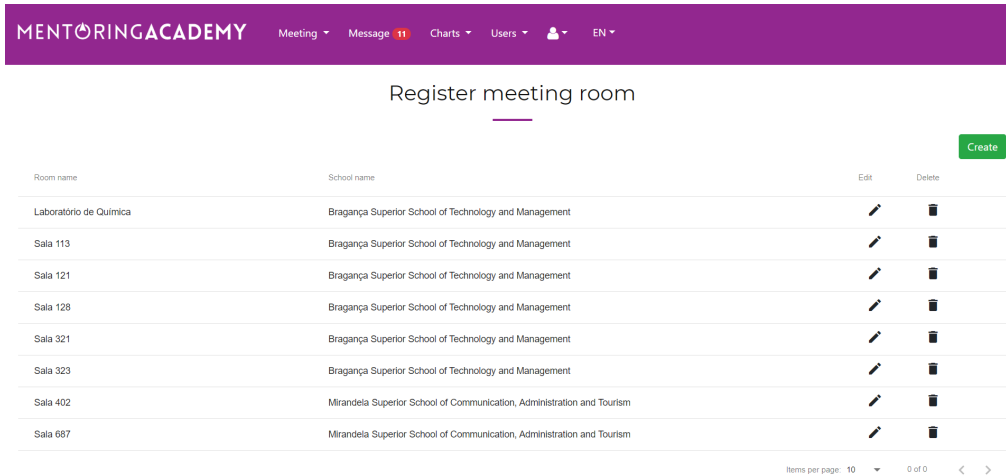 MENTORINGACADEMY Meeting Message 11 Charts Users EN
Register meeting room
Create
Room name School name Edit Delete
Laboratório de Química Bragança Superior School of Technology and Management
Sala 113 Bragança Superior School of Technology and Management
Sala 121 Bragança Superior School of Technology and Management
Sala 128 Bragança Superior School of Technology and Management
Sala 321 Bragança Superior School of Technology and Management
Sala 323 Bragança Superior School of Technology and Management
Sala 402 Mirandela Superior School of Communication, Administration and Tourism
Sala 687 Mirandela Superior School of Communication, Administration and Tourism
Items per page: 10 0 of 0